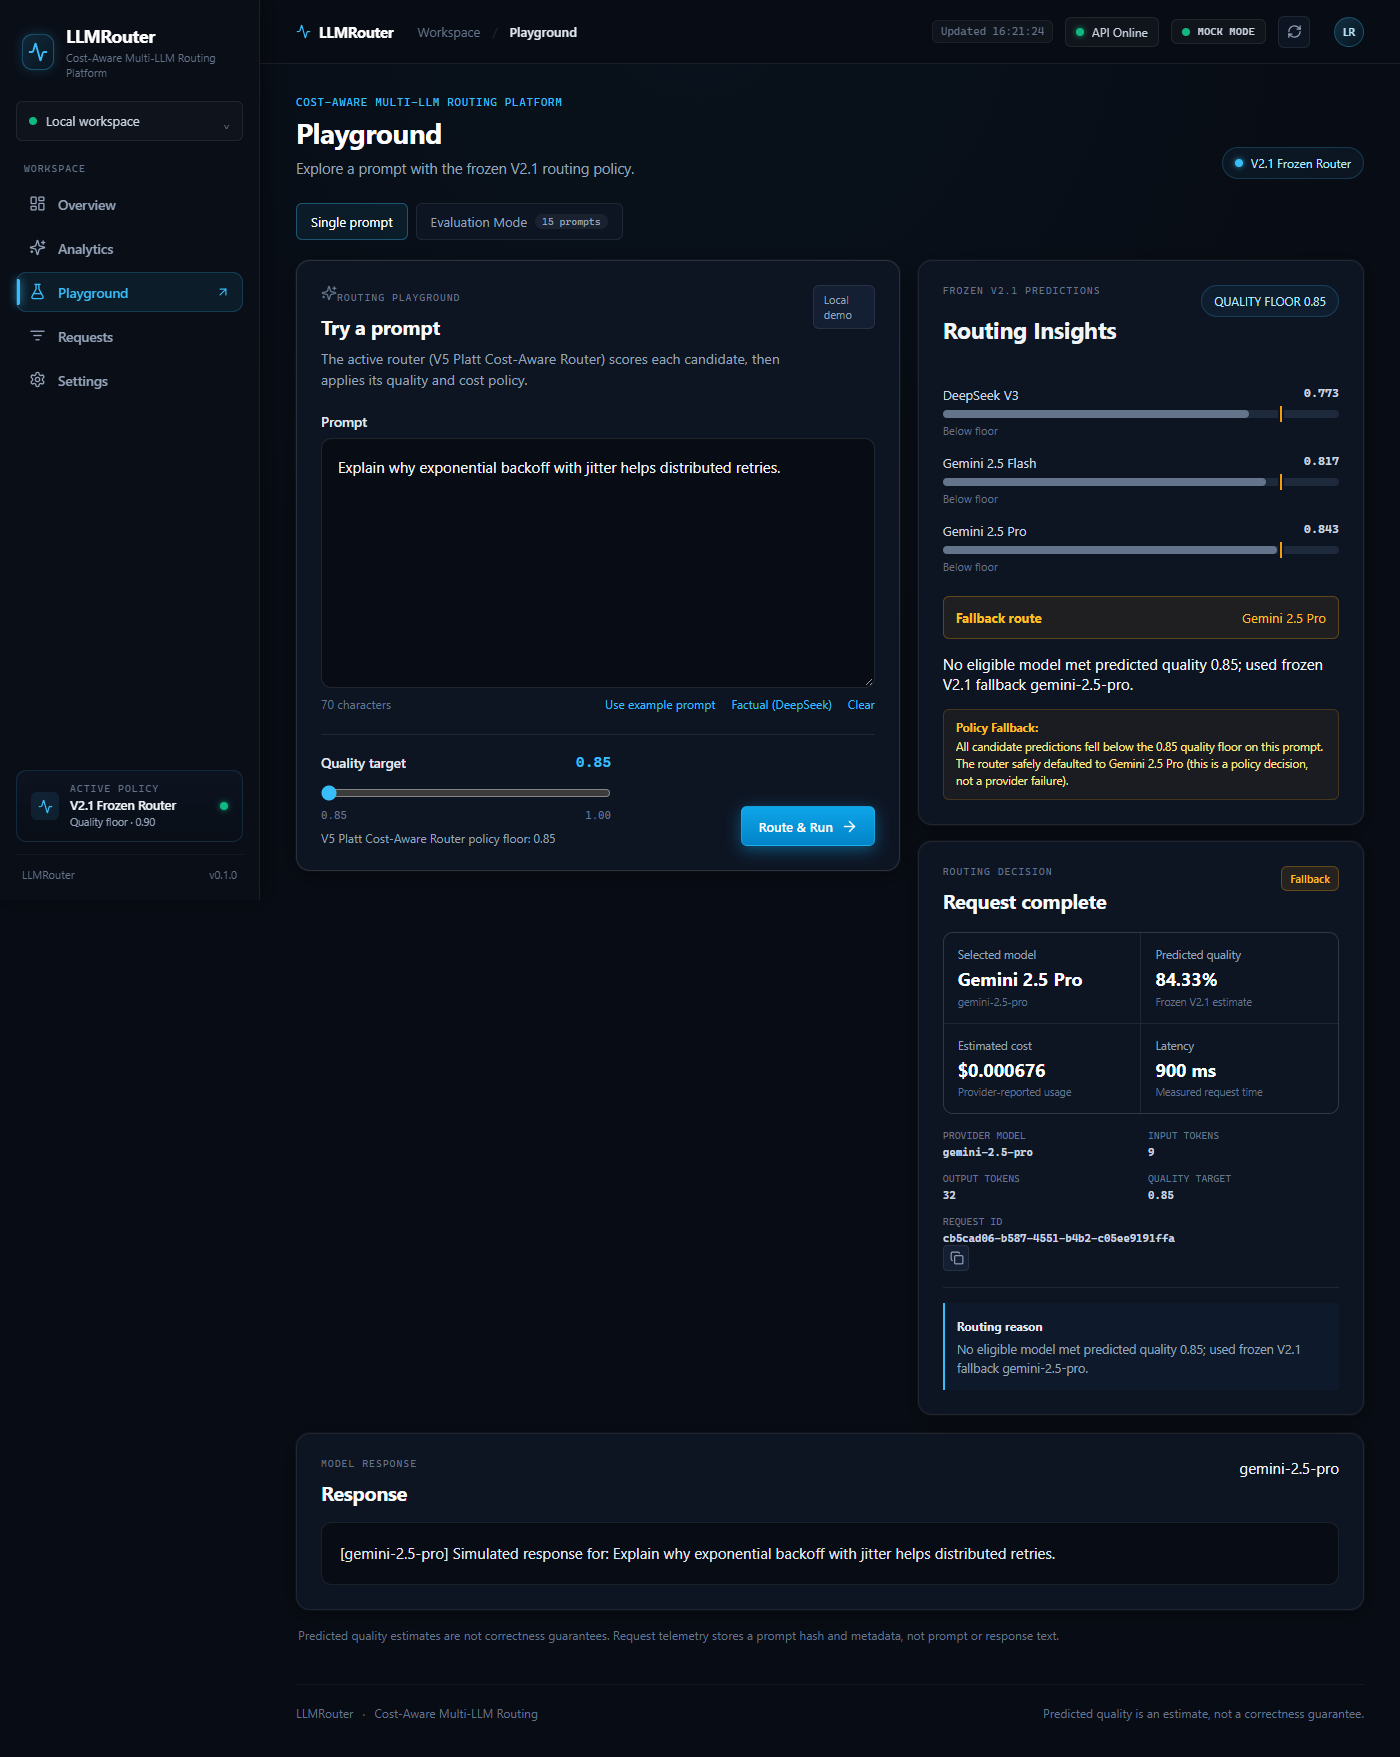 LLMRouter
Cost-Aware Multi-LLM Routing
Platform
Local workspace
WORKSPACE
Overview
Analytics
Playground
Requests
Settings
ACTIVE POLICY
V2.1 Frozen Router
Quality floor · 0.90
LLMRouter v0.1.0
LLMRouter Workspace / Playground
Updated 16:21:24 API Online MOCK MODE LR
COST-AWARE MULTI-LLM ROUTING PLATFORM
Playground
Explore a prompt with the frozen V2.1 routing policy.
V2.1 Frozen Router
Single prompt Evaluation Mode 15 prompts
ROUTING PLAYGROUND
Try a prompt
Local
demo
The active router (V5 Platt Cost-Aware Router) scores each candidate, then
applies its quality and cost policy.
Prompt
Explain why exponential backoff with jitter helps distributed retries.
70 characters Use example prompt Factual (DeepSeek) Clear
Quality target 0.85
0.85 1.00
V5 Platt Cost-Aware Router policy floor: 0.85
Route & Run
FROZEN V2.1 PREDICTIONS
QUALITY FLOOR 0.85
Routing Insights
DeepSeek V3 0.773
Below floor
Gemini 2.5 Flash 0.817
Below floor
Gemini 2.5 Pro 0.843
Below floor
Fallback route Gemini 2.5 Pro
No eligible model met predicted quality 0.85; used frozen
V2.1 fallback gemini-2.5-pro.
Policy Fallback:
All candidate predictions fell below the 0.85 quality floor on this prompt.
The router safely defaulted to Gemini 2.5 Pro (this is a policy decision,
not a provider failure).
ROUTING DECISION
Fallback
Request complete
Selected model
Gemini 2.5 Pro
gemini-2.5-pro
Predicted quality
84.33%
Frozen V2.1 estimate
Estimated cost
$0.000676
Provider-reported usage
Latency
900 ms
Measured request time
PROVIDER MODEL
gemini-2.5-pro
INPUT TOKENS
9
OUTPUT TOKENS
32
QUALITY TARGET
0.85
REQUEST ID
cb5cad06-b587-4551-b4b2-c05ee9191ffa
Routing reason
No eligible model met predicted quality 0.85; used frozen V2.1
fallback gemini-2.5-pro.
MODEL RESPONSE
gemini-2.5-pro
Response
[gemini-2.5-pro] Simulated response for: Explain why exponential backoff with jitter helps distributed retries.
Predicted quality estimates are not correctness guarantees. Request telemetry stores a prompt hash and metadata, not prompt or response text.
LLMRouter · Cost-Aware Multi-LLM Routing
Predicted quality is an estimate, not a correctness guarantee.